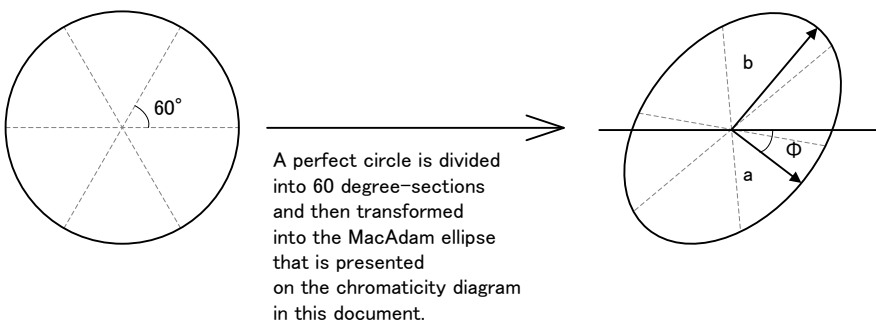 60°
A perfect circle is divided
into 60 degree-sections
and then transformed
into the MacAdam ellipse
that is presented
on the chromaticity diagram
in this document.
b
Φ
a